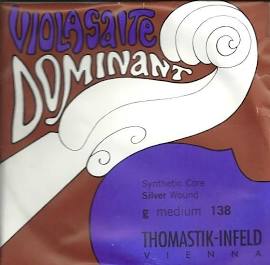 VIOLASaiTE
DOMINANT
Synthetic Core
Silver Wound
g medium 138
THOMASTIK-INFELD
VIENNA